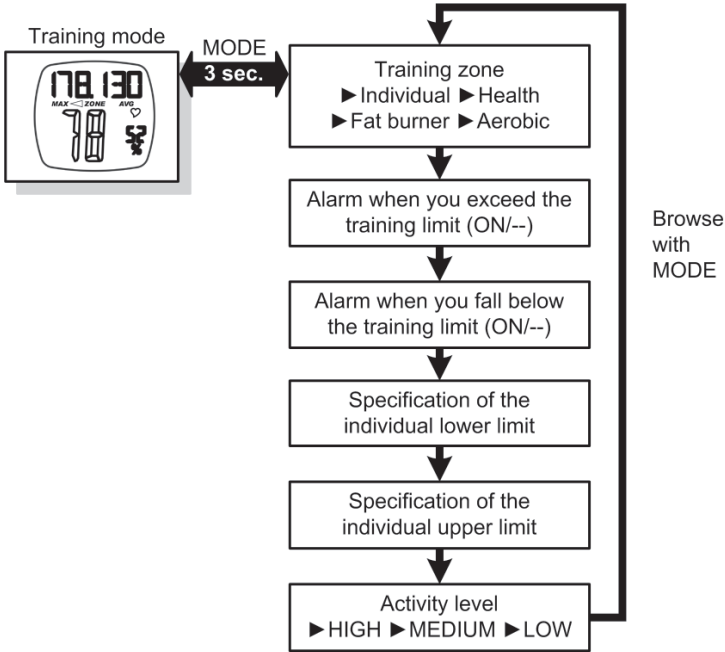 Training mode
178.130
MAX ZONE AVG
78
%
MODE
3 sec.
Training zone
►Individual ►Health
►Fat burner ►Aerobic
Alarm when you exceed the
training limit (ON/--)
Alarm when you fall below
the training limit (ON/--)
Specification of the
individual lower limit
Specification of the
individual upper limit
Activity level
►HIGH ►MEDIUM ►LOW
Browse
with
MODE